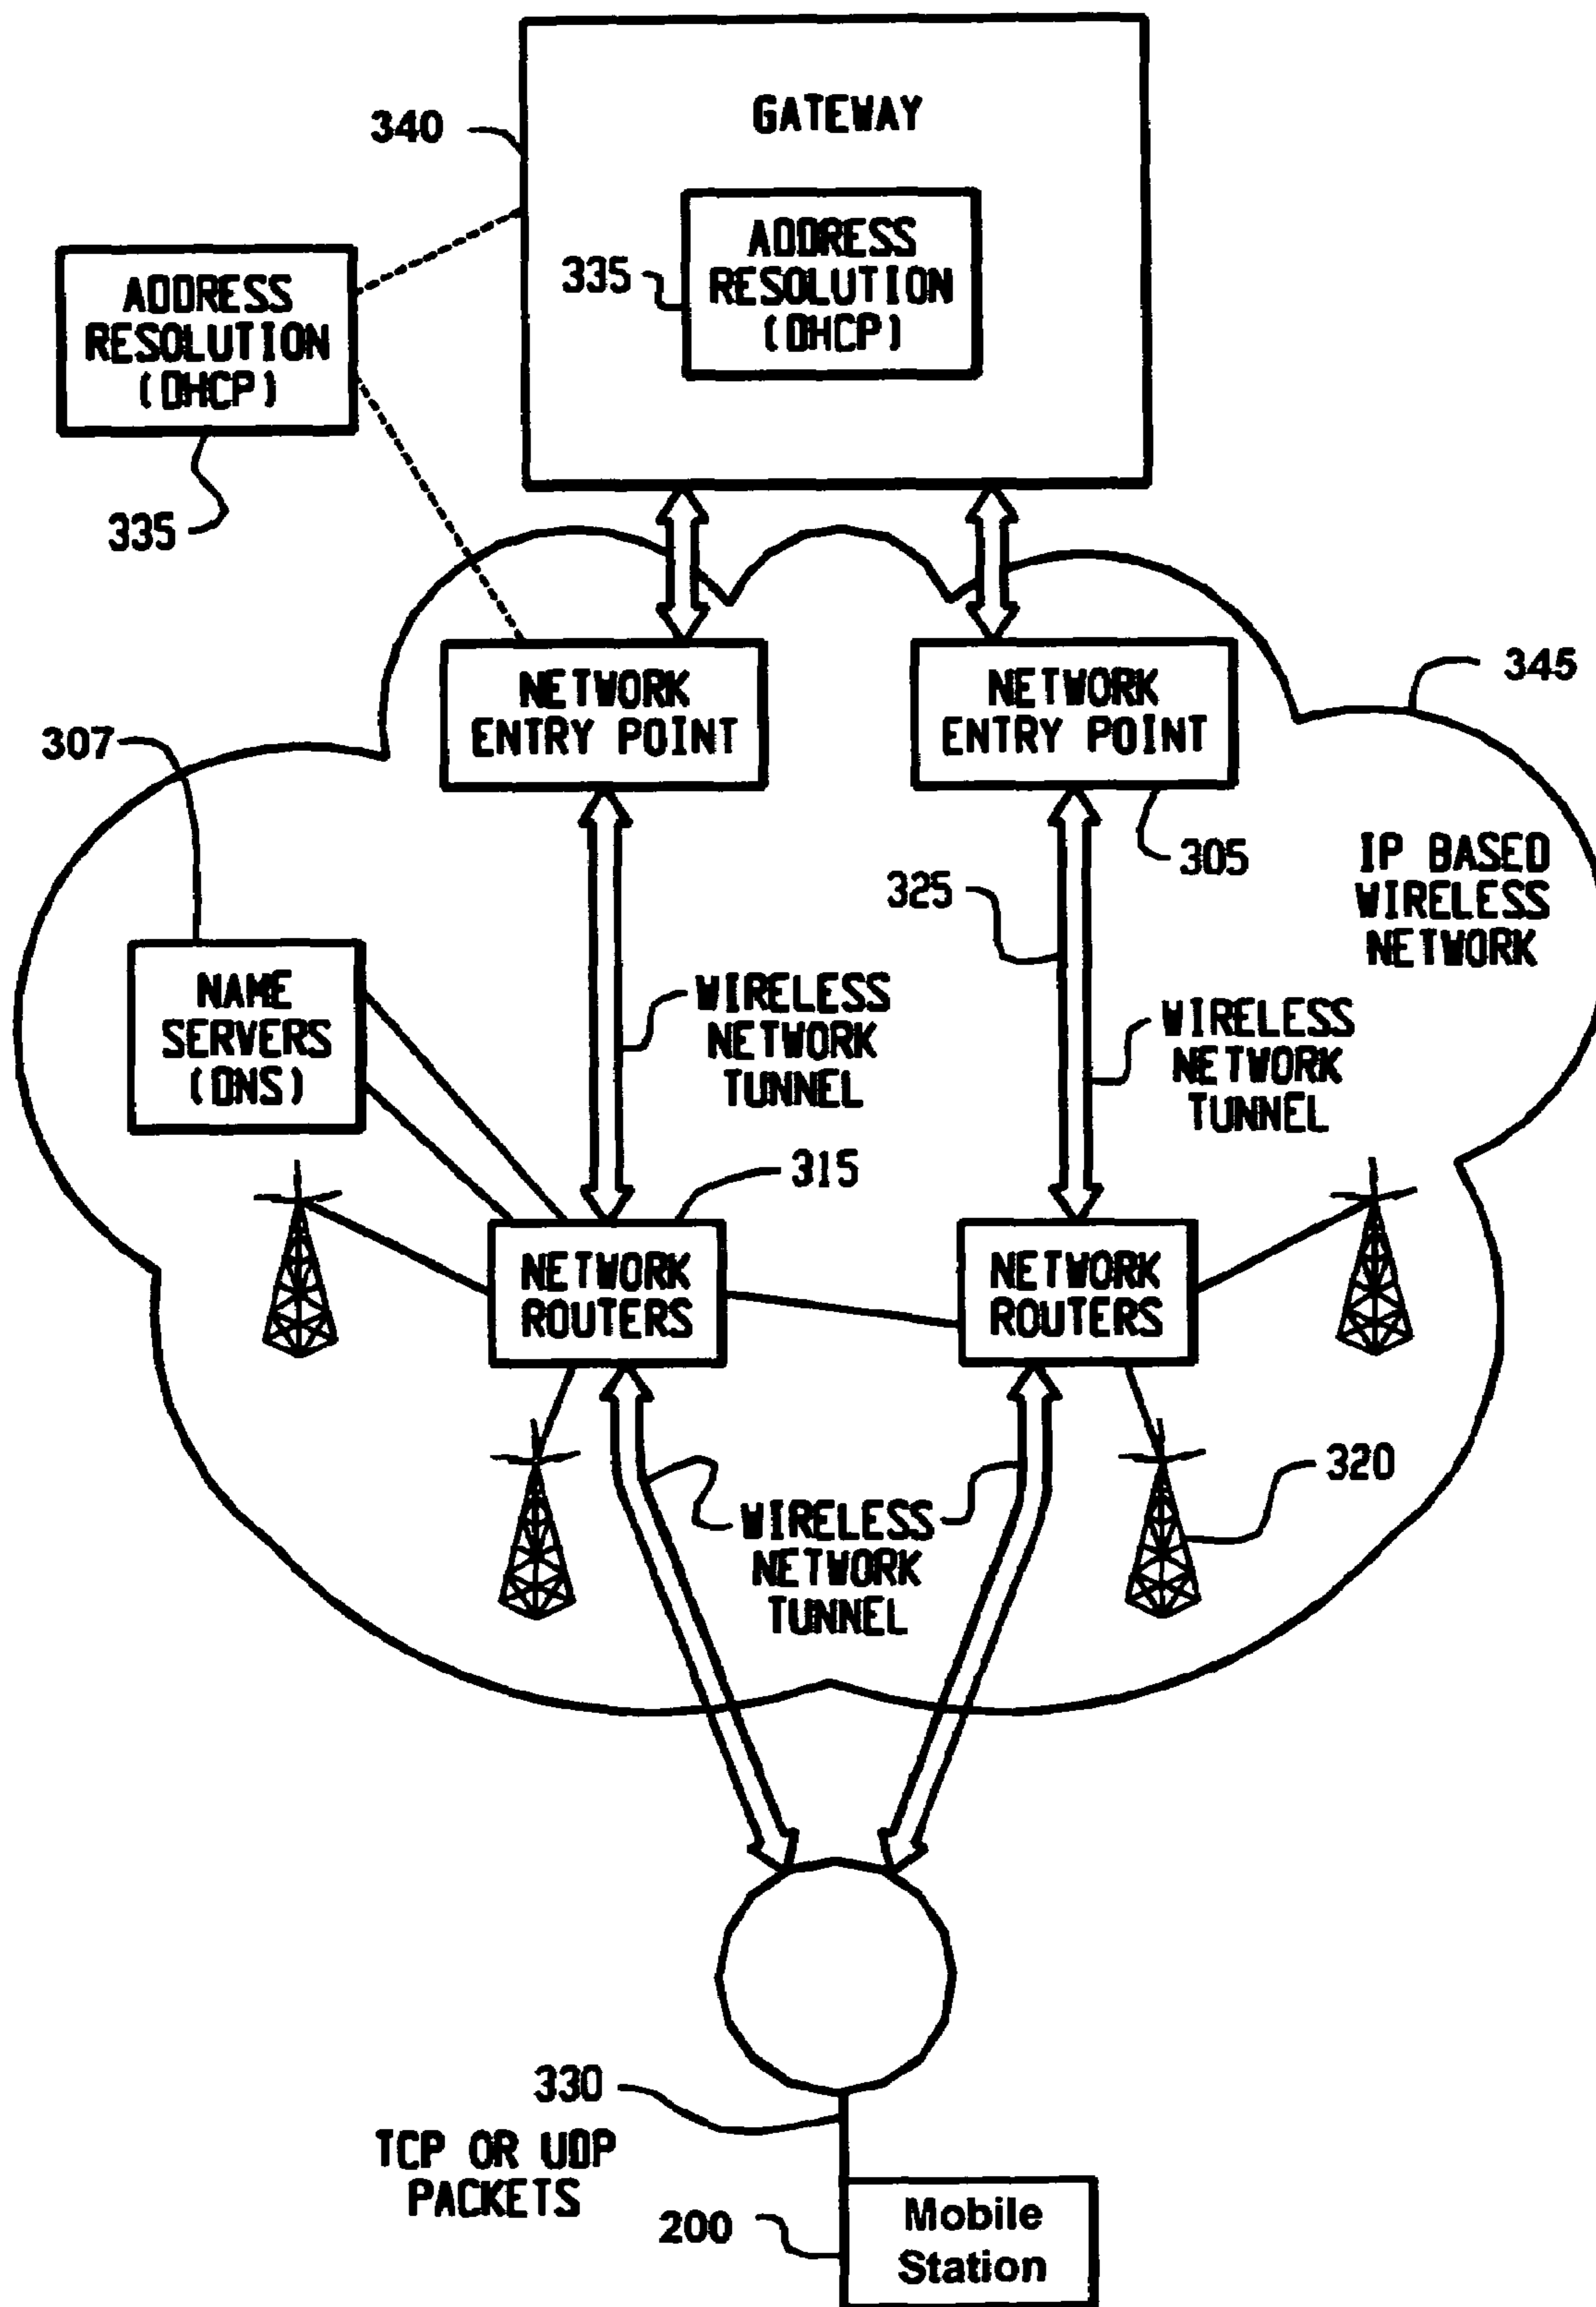 GATEWAY
340
ADDRESS
RESOLUTION
(DHCP)
335
ADDRESS
RESOLUTION
(DHCP)
335
NETWORK
ENTRY POINT
NETWORK
ENTRY POINT
345
307
305
325
IP BASED
WIRELESS
NETWORK
NAME
SERVERS
(DNS)
WIRELESS
NETWORK
TUNNEL
WIRELESS
NETWORK
TUNNEL
315
NETWORK
ROUTERS
NETWORK
ROUTERS
320
WIRELESS
NETWORK
TUNNEL
330
TCP OR UDP
PACKETS
200
Mobile
Station